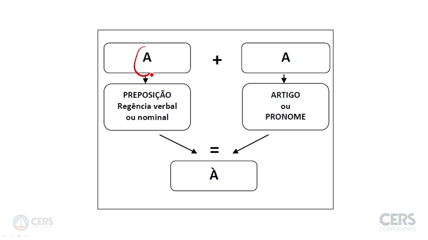 A + A
PREPOSIÇÃO
Regência verbal
ou nominal
ARTIGO
ou
PRONOME
=
À
CERS
CERS